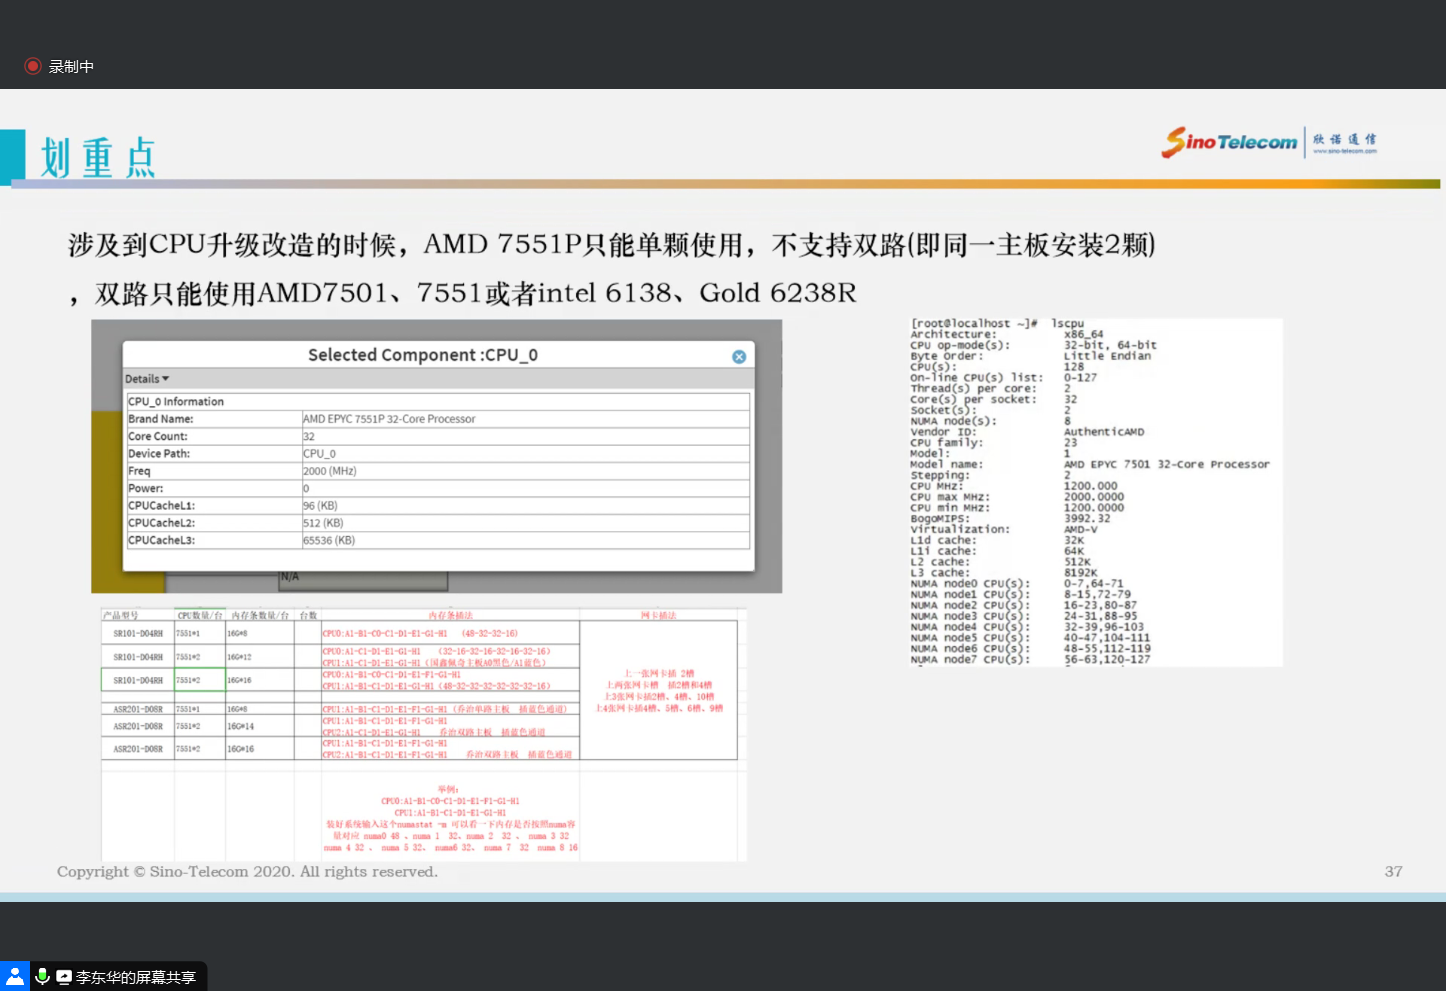 录制中
划重点
SinoTelecom 欣诺通信
www.sino-telecom.com
涉及到CPU升级改造的时候，AMD 7551P只能单颗使用，不支持双路(即同一主板安装2颗)
，双路只能使用AMD7501、7551或者intel 6138、Gold 6238R
Selected Component :CPU_0
Details
CPU_0 Information
Brand Name: AMD EPYC 7551P 32-Core Processor
Core Count: 32
Device Path: CPU_0
Freq 2000 (MHz)
Power: 0
CPUCacheL1: 96 (KB)
CPUCacheL2: 512 (KB)
CPUCacheL3: 65536 (KB)
N/A
[root@localhost ~]# lscpu
Architecture: x86_64
CPU op-mode(s): 32-bit, 64-bit
Byte Order: Little Endian
CPU(s): 128
On-line CPU(s) list: 0-127
Thread(s) per core: 2
Core(s) per socket: 32
Socket(s): 2
NUMA node(s): 8
Vendor ID: AuthenticAMD
CPU family: 23
Model: 1
Model name: AMD EPYC 7501 32-Core Processor
Stepping: 2
CPU MHz: 1200.000
CPU max MHz: 2000.0000
CPU min MHz: 1200.0000
BogoMIPS: 3992.32
Virtualization: AMD-V
L1d cache: 32K
L1i cache: 64K
L2 cache: 512K
L3 cache: 8192K
NUMA node0 CPU(s): 0-7,64-71
NUMA node1 CPU(s): 8-15,72-79
NUMA node2 CPU(s): 16-23,80-87
NUMA node3 CPU(s): 24-31,88-95
NUMA node4 CPU(s): 32-39,96-103
NUMA node5 CPU(s): 40-47,104-111
NUMA node6 CPU(s): 48-55,112-119
NUMA node7 CPU(s): 56-63,120-127
产品型号 CPU数量/台 内存条数量/台 台数 内存条插法 网卡插法
SR101-D04RH 7551*1 16G*8 CPU0:A1-B1-C0-C1-D1-E1-G1-H1 (48-32-32-16)
SR101-D04RH 7551*2 16G*12 CPU0:A1-C1-D1-E1-G1-H1 (32-16-32-16-32-16)
CPU1:A1-C1-D1-E1-G1-H1 (国鑫佩奇主板A0黑色/A1蓝色)
SR101-D04RH 7551*2 16G*16 CPU0:A1-B1-C0-C1-D1-E1-F1-G1-H1
CPU1:A1-B1-C1-D1-E1-G1-H1 (48-32-32-32-32-32-32-16)
ASR201-D08R 7551*1 16G*8 CPU1:A1-B1-C1-D1-E1-F1-G1-H1 (乔治单路主板 插蓝色通道)
ASR201-D08R 7551*2 16G*14 CPU1:A1-B1-C1-D1-E1-F1-G1-H1
CPU2:A1-B1-C1-D1-E1-G1-H1 乔治双路主板 插蓝色通道
ASR201-D08R 7551*2 16G*16 CPU1:A1-B1-C1-D1-E1-F1-G1-H1
CPU2:A1-B1-C1-D1-E1-F1-G1-H1 乔治双路主板 插蓝色通道
上一张网卡插 2槽
上两张网卡槽 插2槽和4槽
上3张网卡插2槽、4槽、10槽
上4张网卡插4槽、5槽、6槽、9槽
举例：
CPU0:A1-B1-C0-C1-D1-E1-F1-G1-H1
CPU1:A1-B1-C1-D1-E1-G1-H1
装好系统输入这个numastat -m 可以看一下内存是否按照numa容
量对应 numa0 48 、numa 1 32、numa 2 32 、 numa 3 32
numa 4 32 、 numa 5 32、 numa6 32、 numa 7 32 numa 8 16
Copyright © Sino-Telecom 2020. All rights reserved.
37
李东华的屏幕共享